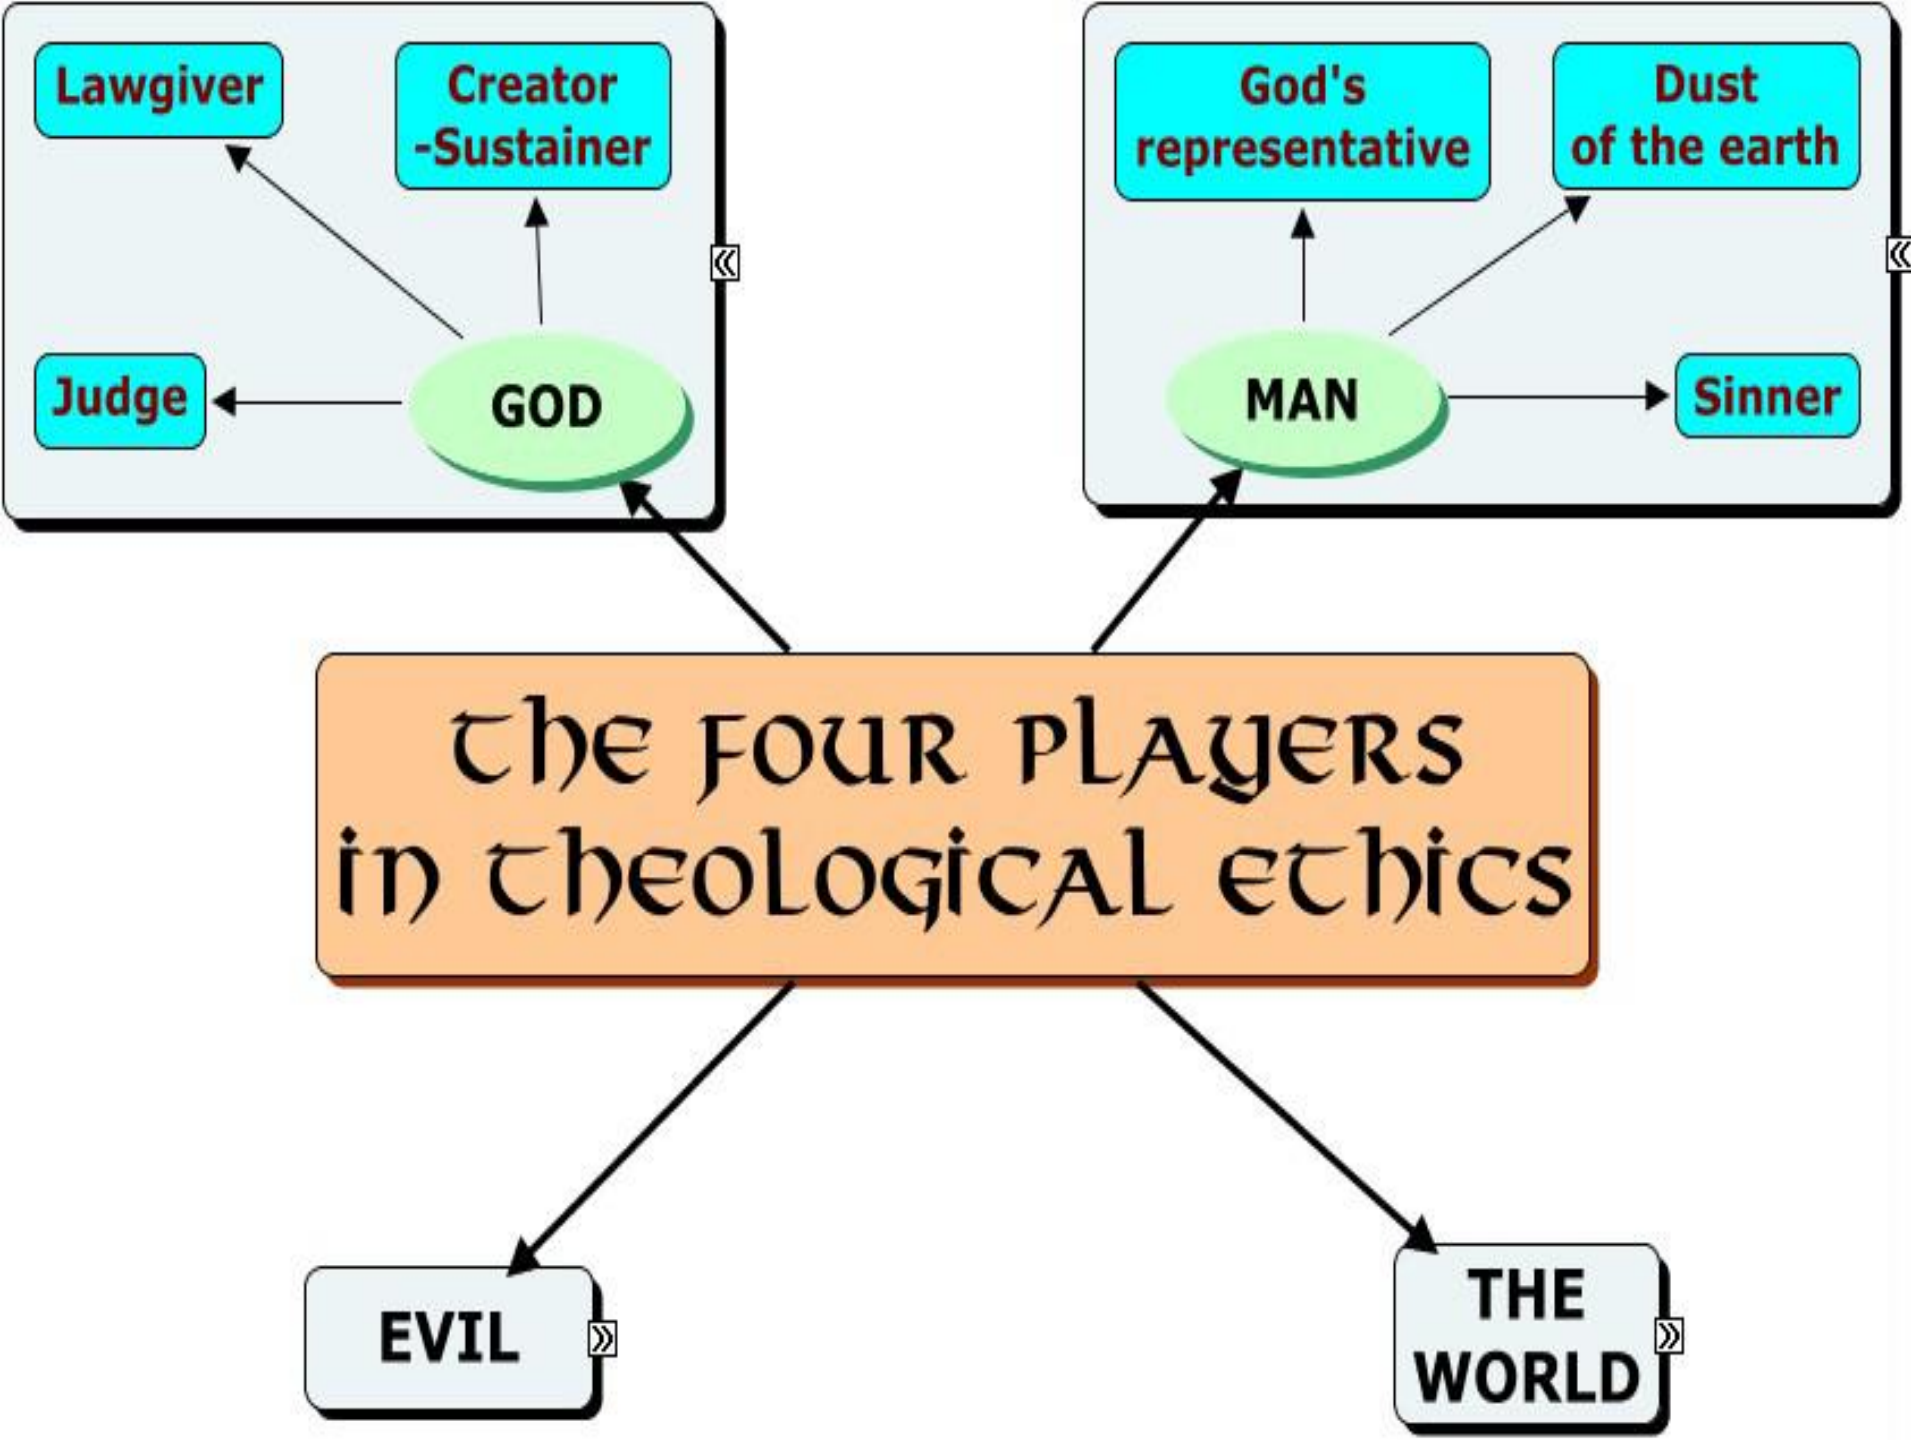 Lawgiver
Creator
-Sustainer
Judge
GOD
God's
representative
Dust
of the earth
MAN
Sinner
The Four Players
in Theological Ethics
EVIL
THE
WORLD